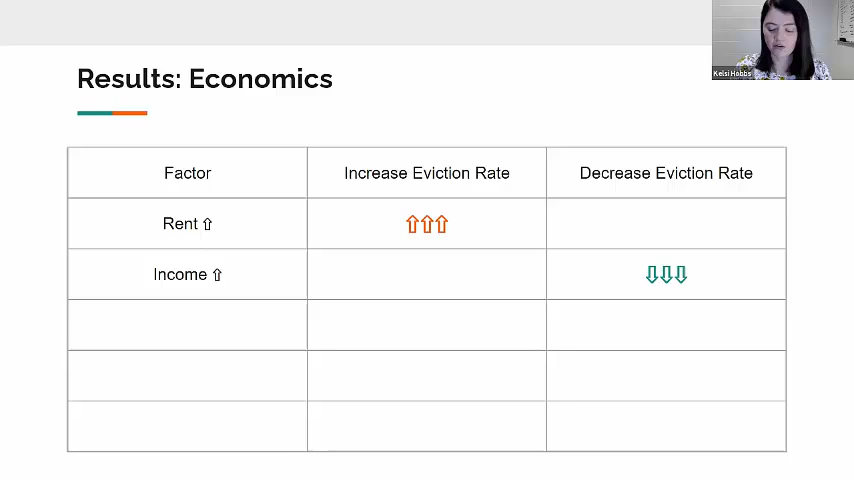 Kelsi Hobbs
Results: Economics
Factor Increase Eviction Rate Decrease Eviction Rate
Rent ⇧ ⇧⇧⇧
Income ⇧ ⇩⇩⇩